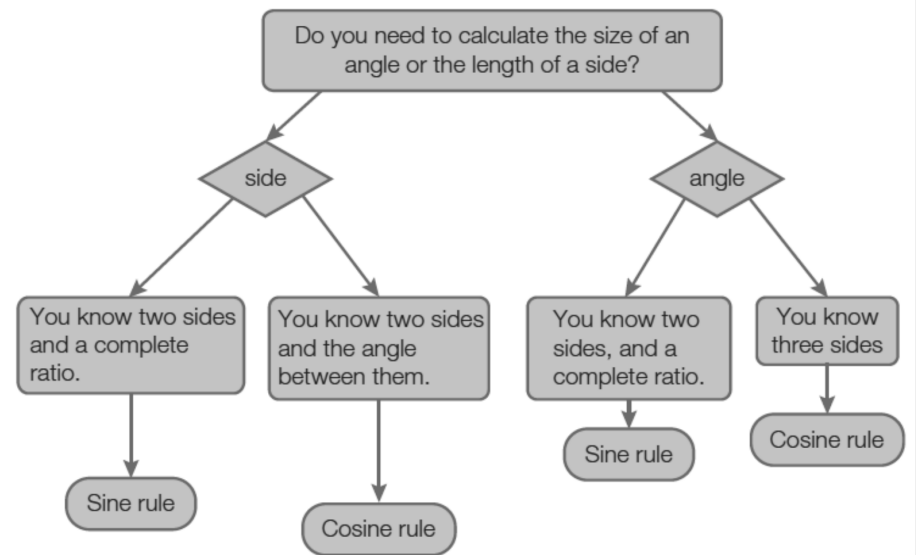 Do you need to calculate the size of an
angle or the length of a side?
side
angle
You know two sides
and a complete
ratio.
You know two sides
and the angle
between them.
You know two
sides, and a
complete ratio.
You know
three sides
Sine rule
Cosine rule
Sine rule
Cosine rule